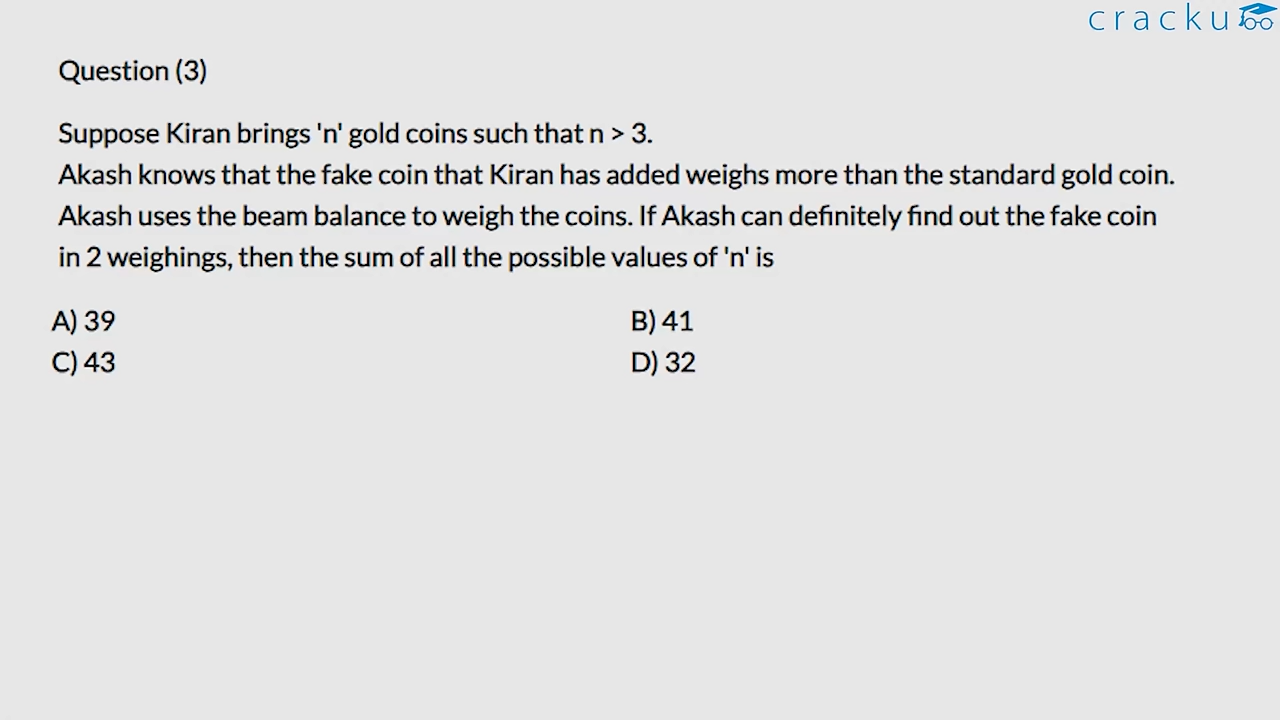 cracku
Question (3)
Suppose Kiran brings 'n' gold coins such that n > 3.
Akash knows that the fake coin that Kiran has added weighs more than the standard gold coin.
Akash uses the beam balance to weigh the coins. If Akash can definitely find out the fake coin
in 2 weighings, then the sum of all the possible values of 'n' is
A) 39 B) 41
C) 43 D) 32